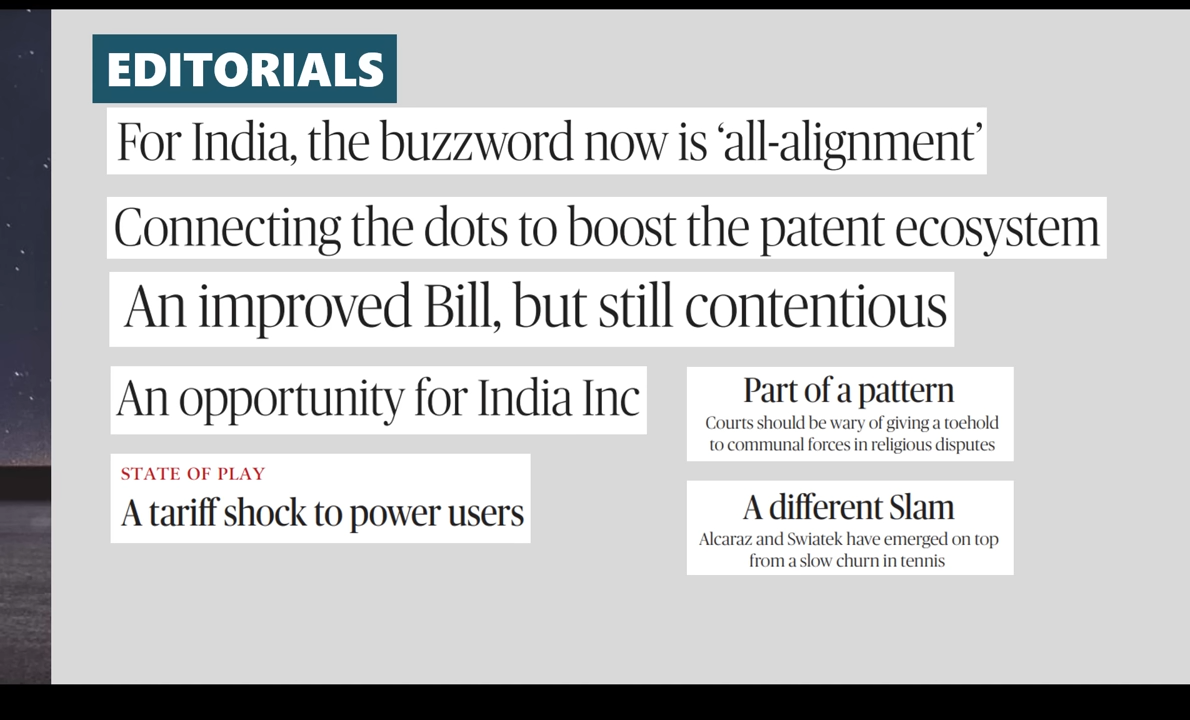 EDITORIALS
For India, the buzzword now is ‘all-alignment’
Connecting the dots to boost the patent ecosystem
An improved Bill, but still contentious
An opportunity for India Inc
STATE OF PLAY
A tariff shock to power users
Part of a pattern
Courts should be wary of giving a toehold
to communal forces in religious disputes
A different Slam
Alcaraz and Swiatek have emerged on top
from a slow churn in tennis